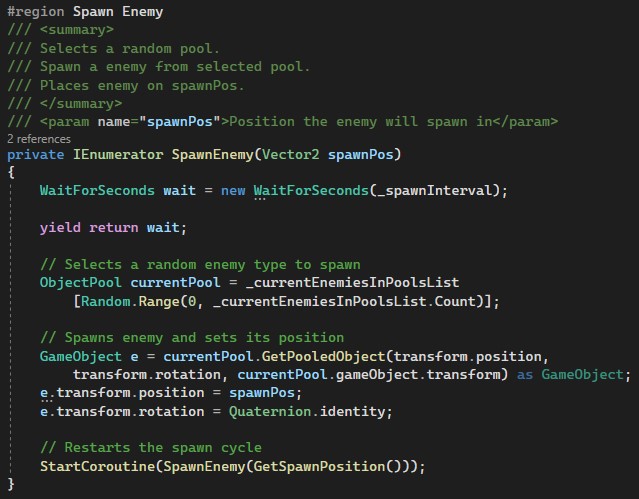 #region Spawn Enemy
/// <summary>
/// Selects a random pool.
/// Spawn a enemy from selected pool.
/// Places enemy on spawnPos.
/// </summary>
/// <param name="spawnPos">Position the enemy will spawn in</param>
2 references
private IEnumerator SpawnEnemy(Vector2 spawnPos)
{
    WaitForSeconds wait = new WaitForSeconds(_spawnInterval);

    yield return wait;

    // Selects a random enemy type to spawn
    ObjectPool currentPool = _currentEnemiesInPoolsList
        [Random.Range(0, _currentEnemiesInPoolsList.Count)];

    // Spawns enemy and sets its position
    GameObject e = currentPool.GetPooledObject(transform.position,
        transform.rotation, currentPool.gameObject.transform) as GameObject;
    e.transform.position = spawnPos;
    e.transform.rotation = Quaternion.identity;

    // Restarts the spawn cycle
    StartCoroutine(SpawnEnemy(GetSpawnPosition()));
}